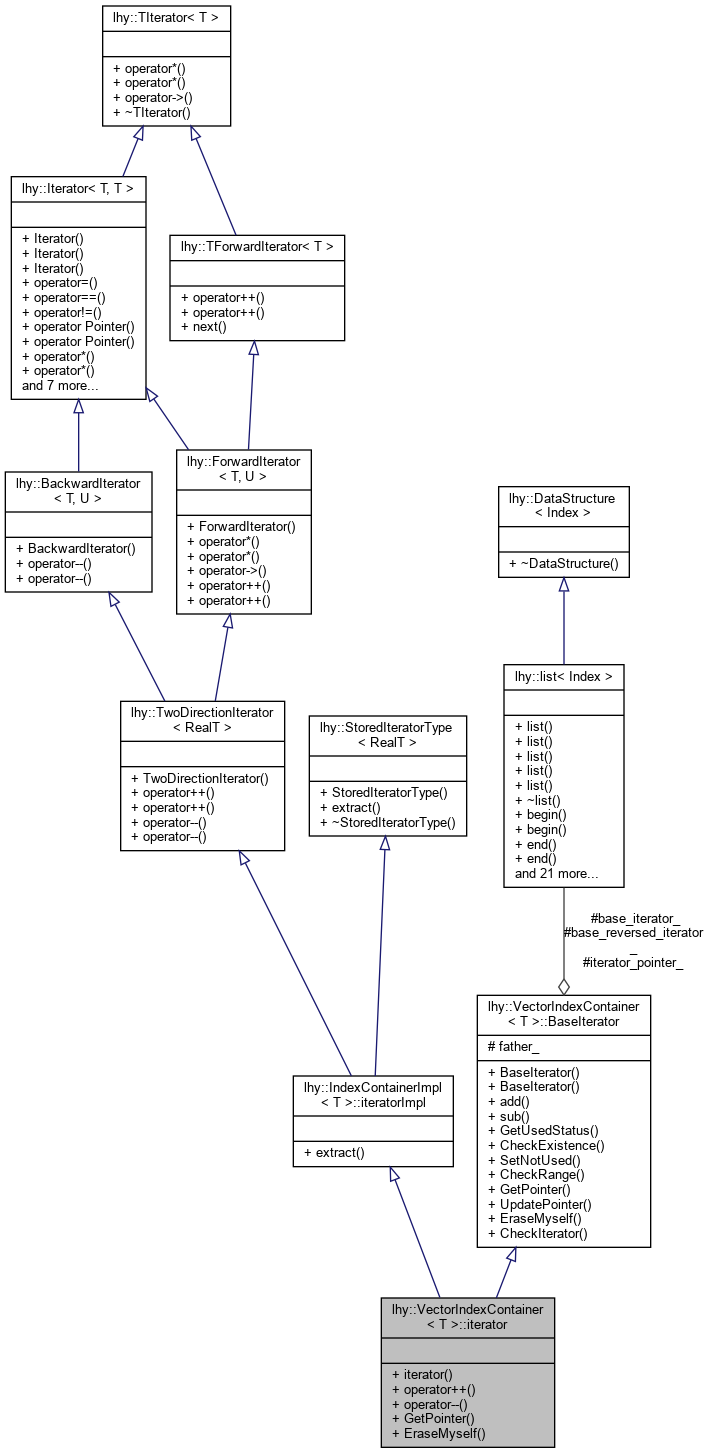 lhy::TIterator< T >
+ operator*()
+ operator*()
+ operator->()
+ ~TIterator()
lhy::Iterator< T, T >
+ Iterator()
+ Iterator()
+ Iterator()
+ operator=()
+ operator==()
+ operator!=()
+ operator Pointer()
+ operator Pointer()
+ operator*()
+ operator*()
and 7 more...
lhy::TForwardIterator< T >
+ operator++()
+ operator++()
+ next()
lhy::BackwardIterator
< T, U >
+ BackwardIterator()
+ operator--()
+ operator--()
lhy::ForwardIterator
< T, U >
+ ForwardIterator()
+ operator*()
+ operator*()
+ operator->()
+ operator++()
+ operator++()
lhy::DataStructure
< Index >
+ ~DataStructure()
lhy::list< Index >
+ list()
+ list()
+ list()
+ list()
+ list()
+ ~list()
+ begin()
+ begin()
+ end()
+ end()
and 21 more...
lhy::TwoDirectionIterator
< RealT >
+ TwoDirectionIterator()
+ operator++()
+ operator++()
+ operator--()
+ operator--()
lhy::StoredIteratorType
< RealT >
+ StoredIteratorType()
+ extract()
+ ~StoredIteratorType()
#base_iterator_
#base_reversed_iterator
_
#iterator_pointer_
lhy::VectorIndexContainer
< T >::BaseIterator
# father_
+ BaseIterator()
+ BaseIterator()
+ add()
+ sub()
+ GetUsedStatus()
+ CheckExistence()
+ SetNotUsed()
+ CheckRange()
+ GetPointer()
+ UpdatePointer()
+ EraseMyself()
+ CheckIterator()
lhy::IndexContainerImpl
< T >::iteratorImpl
+ extract()
lhy::VectorIndexContainer
< T >::iterator
+ iterator()
+ operator++()
+ operator--()
+ GetPointer()
+ EraseMyself()